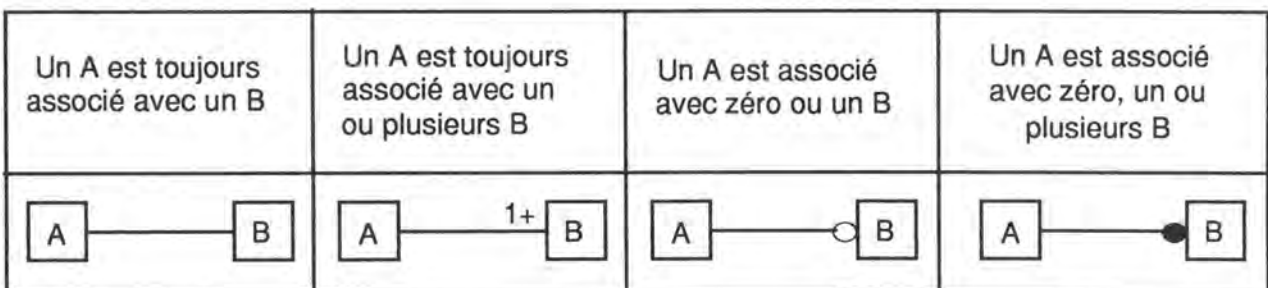 Un A est toujours
associé avec un B
Un A est toujours
associé avec un
ou plusieurs B
Un A est associé
avec zéro ou un B
Un A est associé
avec zéro, un ou
plusieurs B
A B
A 1+ B
A B
A B